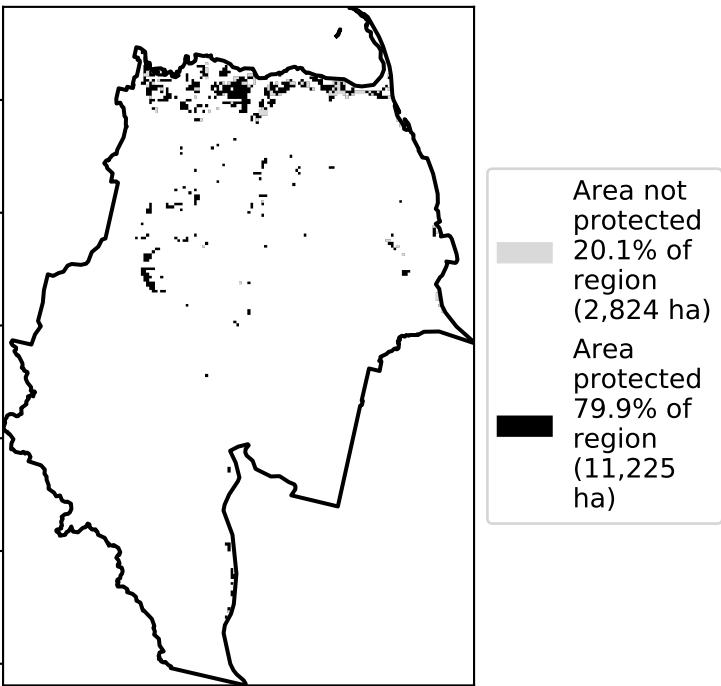 Area not
protected
20.1% of
region
(2,824 ha)
Area
protected
79.9% of
region
(11,225
ha)